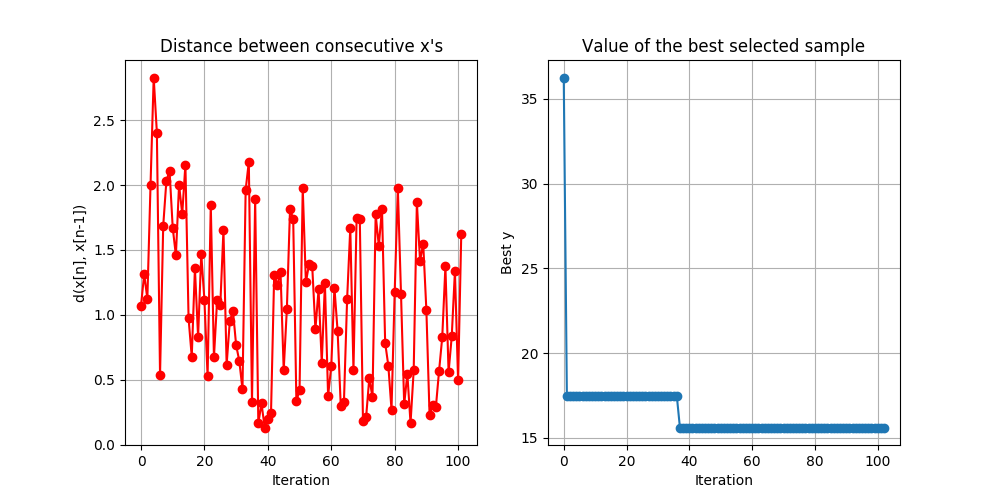 Distance between consecutive x's
2.5
2.0
1.5
1.0
0.5
0.0
d(x[n], x[n-1])
0 20 40 60 80 100
Iteration
Value of the best selected sample
35
30
25
20
15
Best y
0 20 40 60 80 100
Iteration